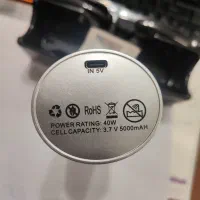 IN 5V
RoHS
POWER RATING: 40W
CELL CAPACITY: 3.7 V 5000mAH